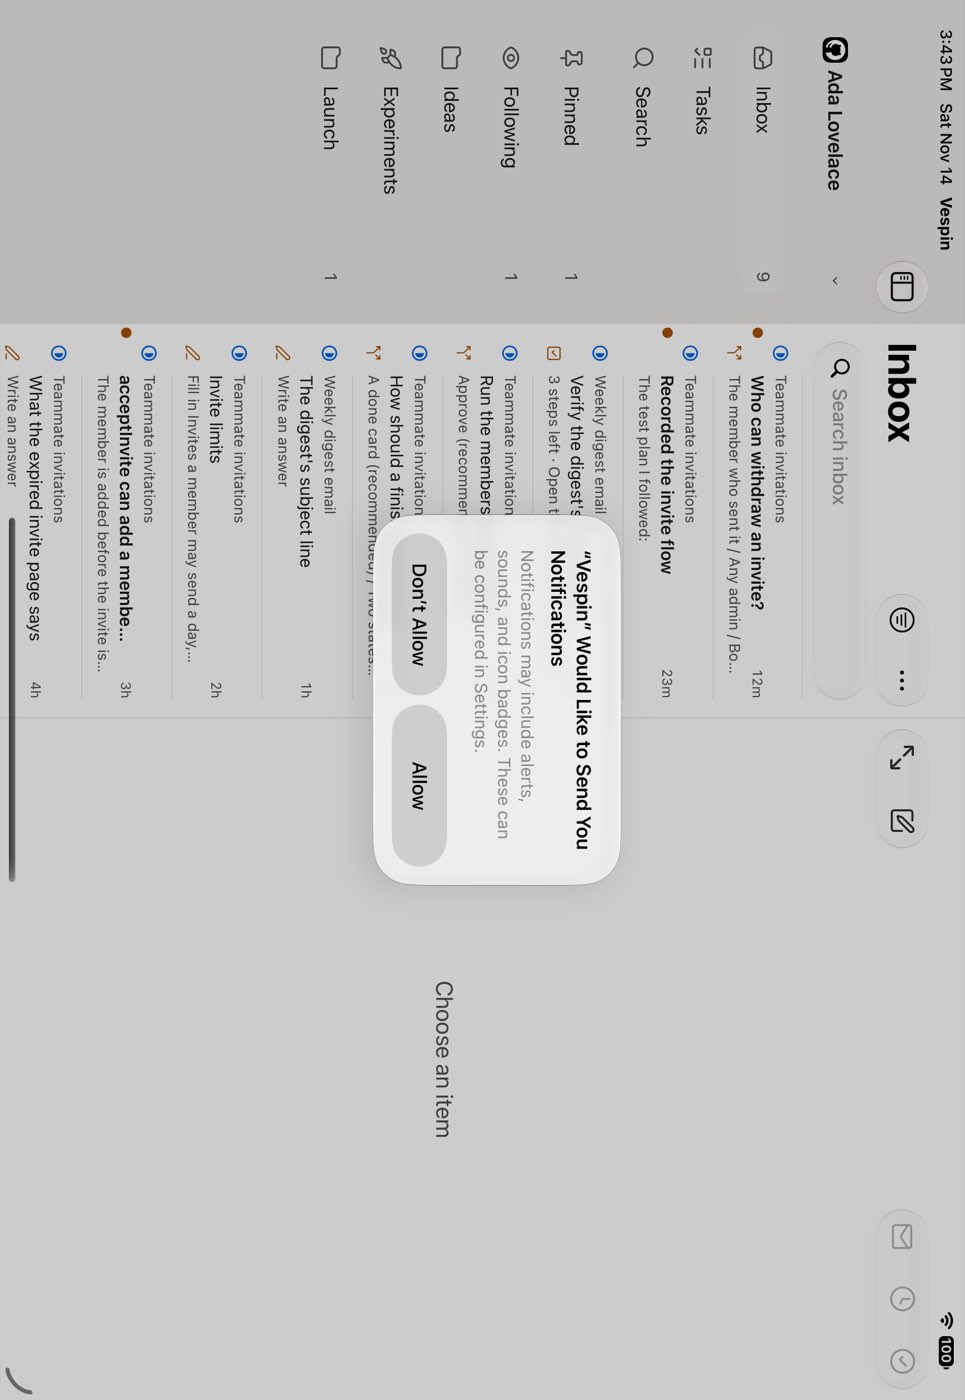 3:43 PM Sat Nov 14 Vespin
100
Ada Lovelace
Inbox 9
Tasks
Search
Pinned 1
Following 1
Ideas
Experiments
Launch 1
Inbox
Search inbox
Teammate invitations
Who can withdraw an invite? 12m
The member who sent it / Any admin / Bo...
Teammate invitations
Recorded the invite flow 23m
The test plan I followed:
Weekly digest email
Verify the digest's
3 steps left · Open
Teammate
Run the members
Approve
Teammate
How should a
A done card (recommended) / Two states...
Weekly digest email
The digest's subject line 1h
Write an answer
Teammate invitations
Invite limits 2h
Fill in Invites a member may send a day,...
Teammate invitations
acceptInvite can add a membe... 3h
The member is added before the invite is...
Teammate invitations
What the expired invite page says 4h
Write an answer
“Vespin” Would Like to Send You
Notifications
Notifications may include alerts,
sounds, and icon badges. These can
be configured in Settings.
Don’t Allow
Allow
Choose an item